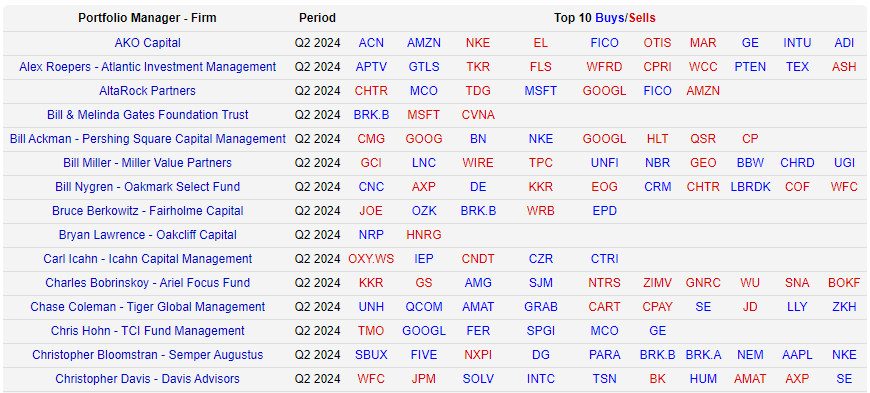 Portfolio Manager - Firm Period Top 10 Buys/Sells
AKO Capital Q2 2024 ACN AMZN NKE EL FICO OTIS MAR GE INTU ADI
Alex Roepers - Atlantic Investment Management Q2 2024 APTV GTLS TKR FLS WFRD CPRI WCC PTEN TEX ASH
AltaRock Partners Q2 2024 CHTR MCO TDG MSFT GOOGL FICO AMZN
Bill & Melinda Gates Foundation Trust Q2 2024 BRK.B MSFT CVNA
Bill Ackman - Pershing Square Capital Management Q2 2024 CMG GOOG BN NKE GOOGL HLT QSR CP
Bill Miller - Miller Value Partners Q2 2024 GCI LNC WIRE TPC UNFI NBR GEO BBW CHRD UGI
Bill Nygren - Oakmark Select Fund Q2 2024 CNC AXP DE KKR EOG CRM CHTR LBRDK COF WFC
Bruce Berkowitz - Fairholme Capital Q2 2024 JOE OZK BRK.B WRB EPD
Bryan Lawrence - Oakcliff Capital Q2 2024 NRP HNRG
Carl Icahn - Icahn Capital Management Q2 2024 OXY.WS IEP CNDT CZR CTRI
Charles Bobrinskoy - Ariel Focus Fund Q2 2024 KKR GS AMG SJM NTRS ZIMV GNRC WU SNA BOKF
Chase Coleman - Tiger Global Management Q2 2024 UNH QCOM AMAT GRAB CART CPAY SE JD LLY ZKH
Chris Hohn - TCI Fund Management Q2 2024 TMO GOOGL FER SPGI MCO GE
Christopher Bloomstran - Semper Augustus Q2 2024 SBUX FIVE NXPI DG PARA BRK.B BRK.A NEM AAPL NKE
Christopher Davis - Davis Advisors Q2 2024 WFC JPM SOLV INTC TSN BK HUM AMAT AXP SE